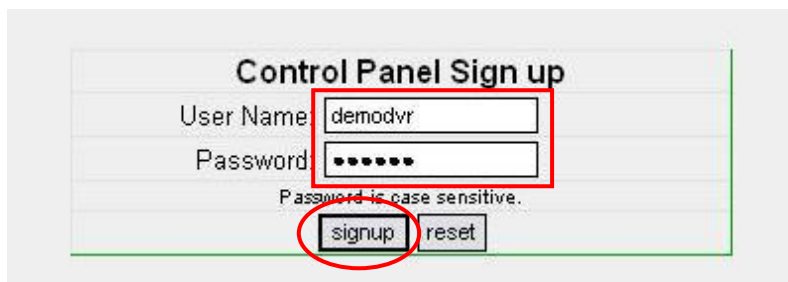 Control Panel Sign up
User Name: demodvr
Password: ●●●●●●
Password is case sensitive.
signup reset